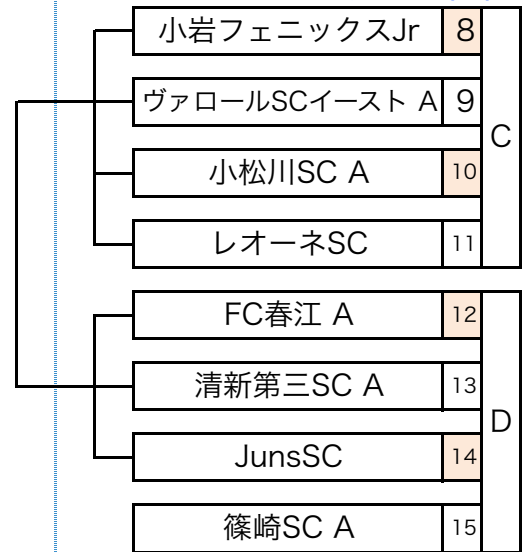 小岩フェニックスJr 8
ヴァロールSCイースト A 9
C
小松川SC A 10
レオーネSC 11
FC春江 A 12
清新第三SC A 13
D
JunsSC 14
篠崎SC A 15